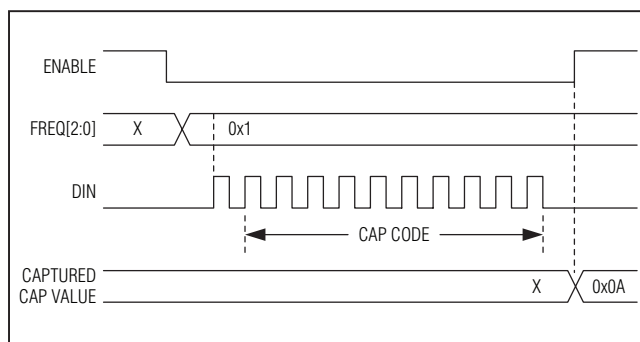 ENABLE
FREQ[2:0] X 0x1
DIN
CAP CODE
CAPTURED
CAP VALUE X 0x0A